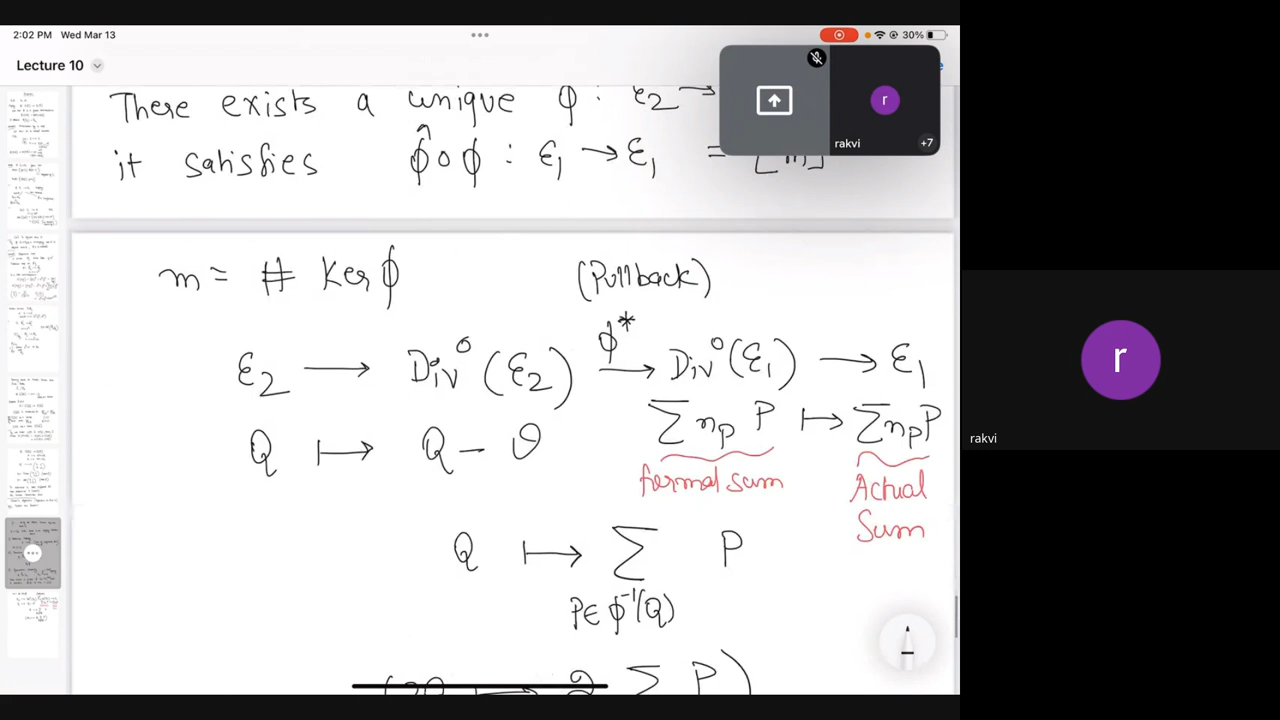 2:02 PM Wed Mar 13
30%
Lecture 10
r
rakvi
+7
There exists a unique ϕ̂ : ε₂ →
it satisfies ϕ̂ ∘ ϕ : ε₁ → ε₁ = [m]
m = # Ker ϕ
(Pullback)
ε₂ → Div⁰(ε₂) —ϕ*→ Div⁰(ε₁) → ε₁
Q ↦ Q – O
∑ n_P P ↦ ∑ n_P P
formal sum
Actual
Sum
Q ↦ ∑ P
P∈ ϕ⁻¹(Q)
∑ P)
r
rakvi